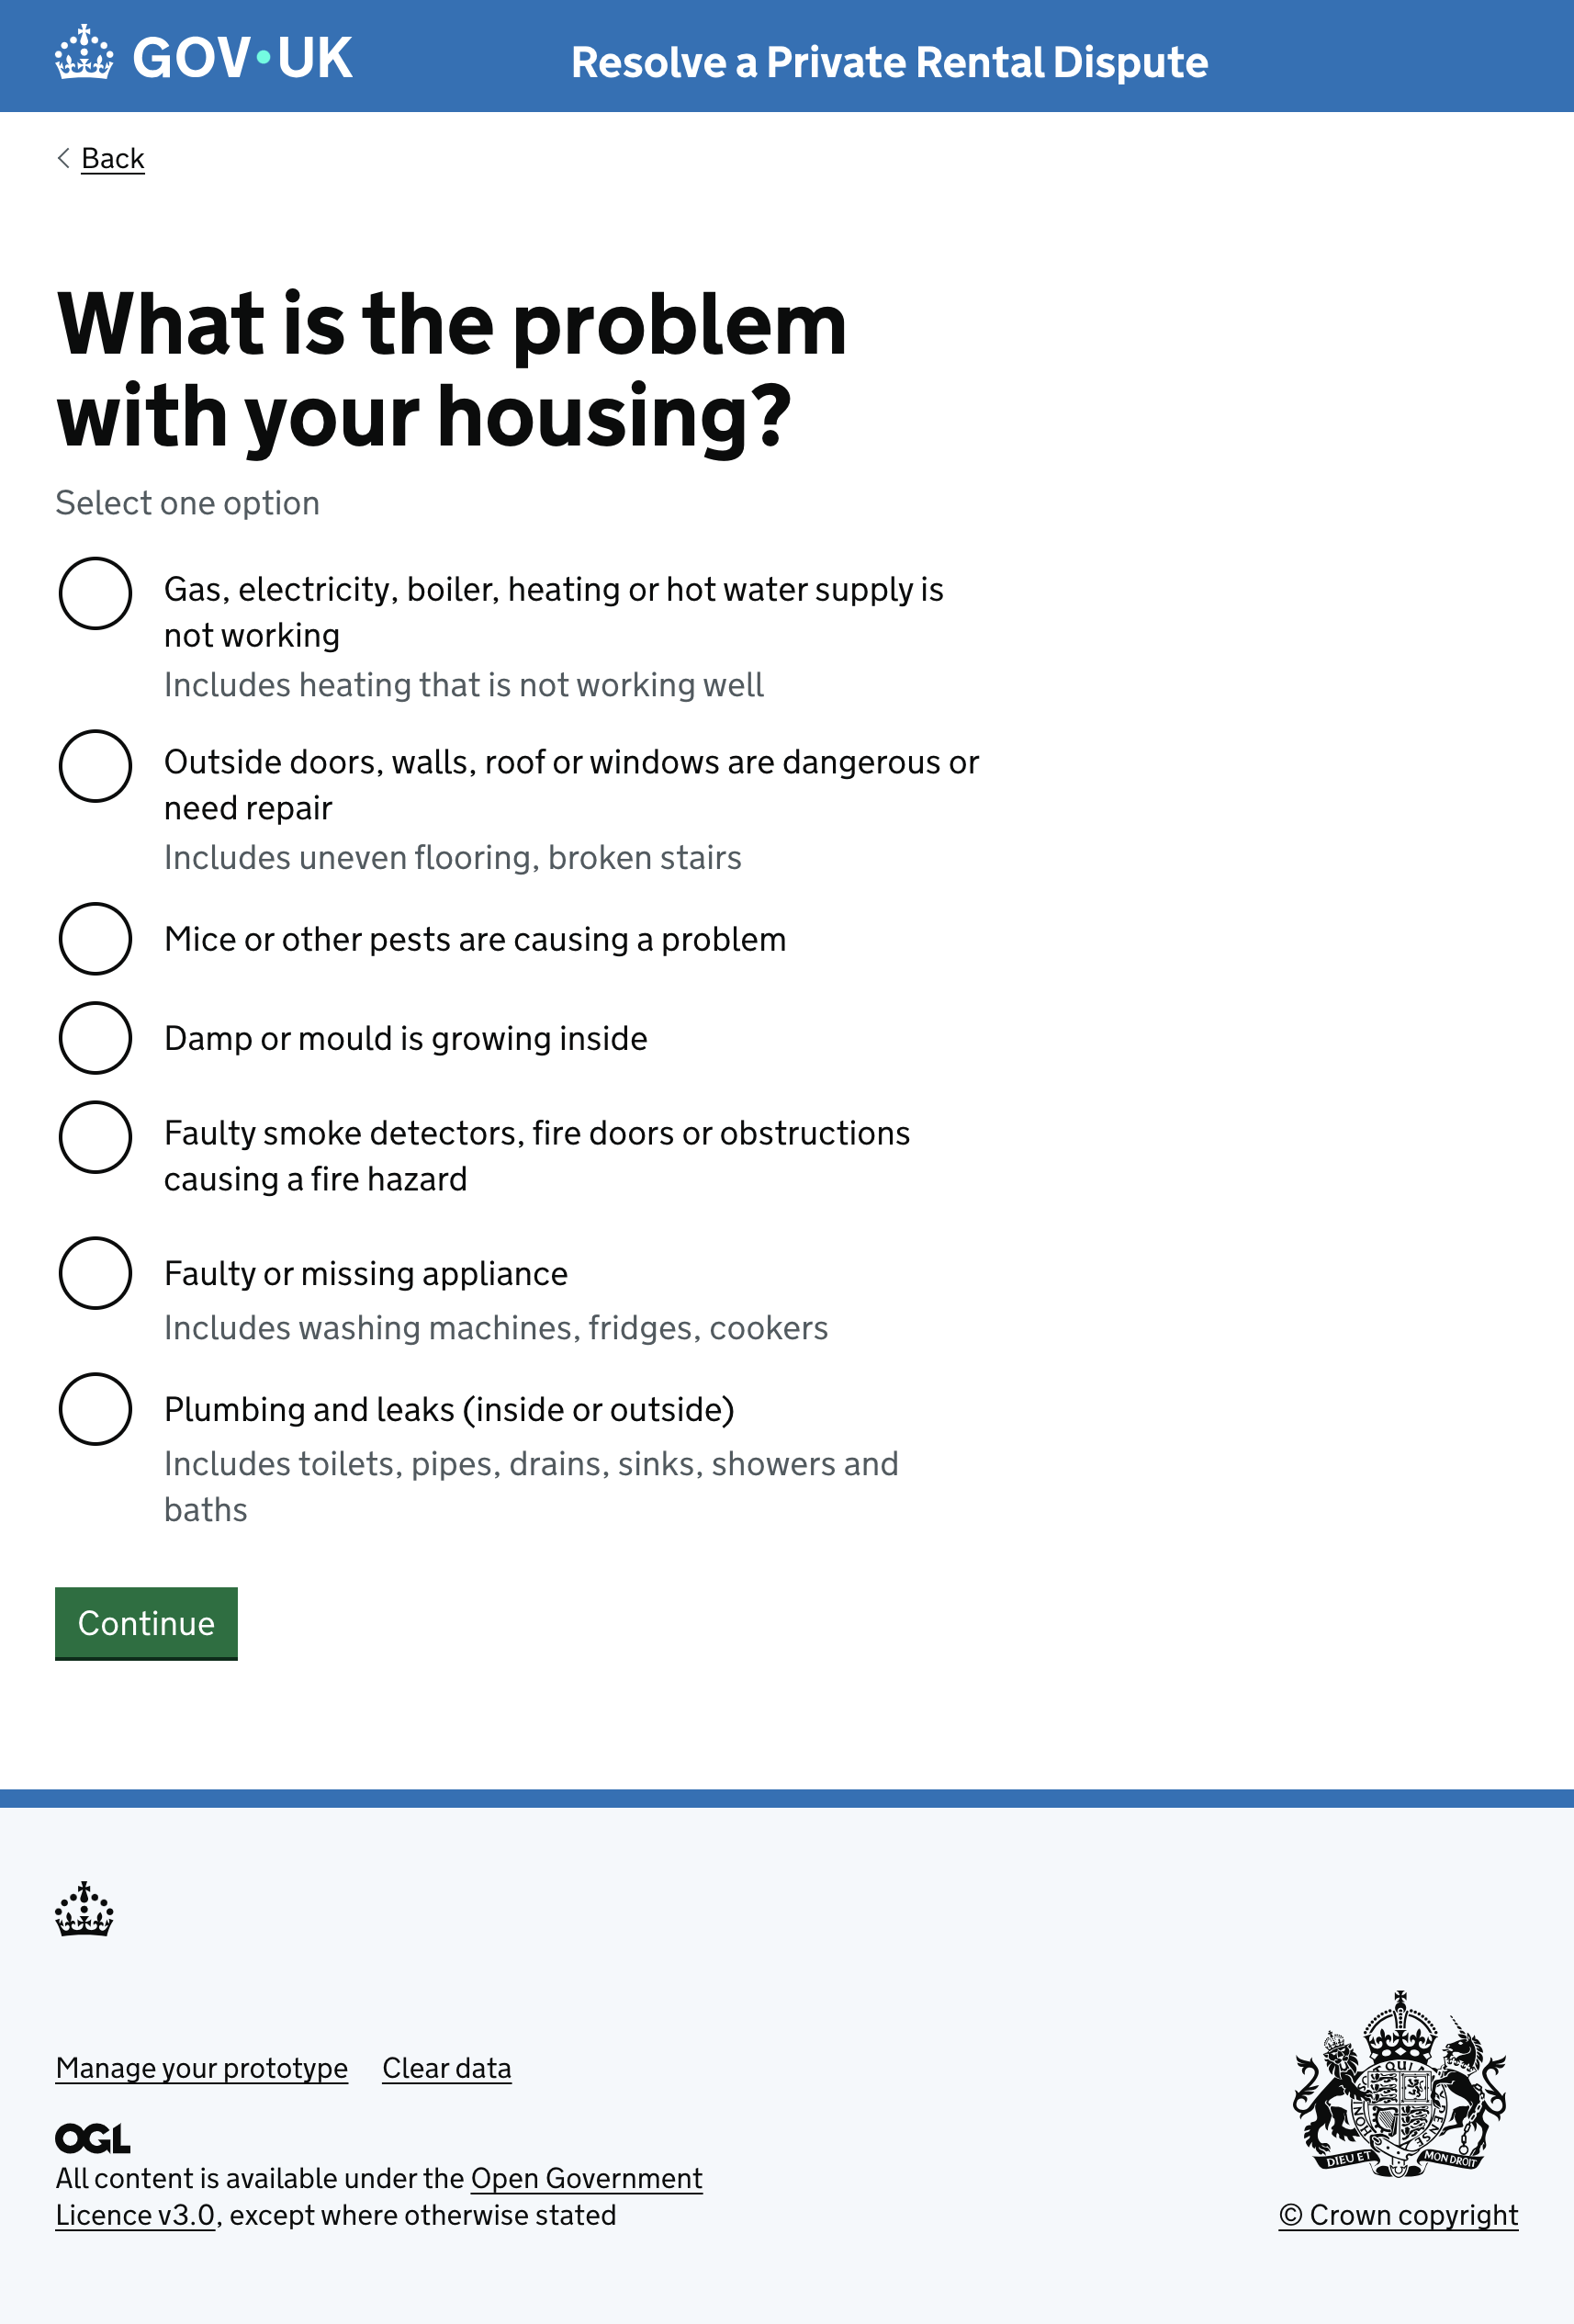 GOV·UK
Resolve a Private Rental Dispute
Back
What is the problem
with your housing?
Select one option
Gas, electricity, boiler, heating or hot water supply is
not working
Includes heating that is not working well
Outside doors, walls, roof or windows are dangerous or
need repair
Includes uneven flooring, broken stairs
Mice or other pests are causing a problem
Damp or mould is growing inside
Faulty smoke detectors, fire doors or obstructions
causing a fire hazard
Faulty or missing appliance
Includes washing machines, fridges, cookers
Plumbing and leaks (inside or outside)
Includes toilets, pipes, drains, sinks, showers and
baths
Continue
Manage your prototype Clear data
OGL
All content is available under the Open Government
Licence v3.0, except where otherwise stated
DIEU ET MON DROIT
© Crown copyright